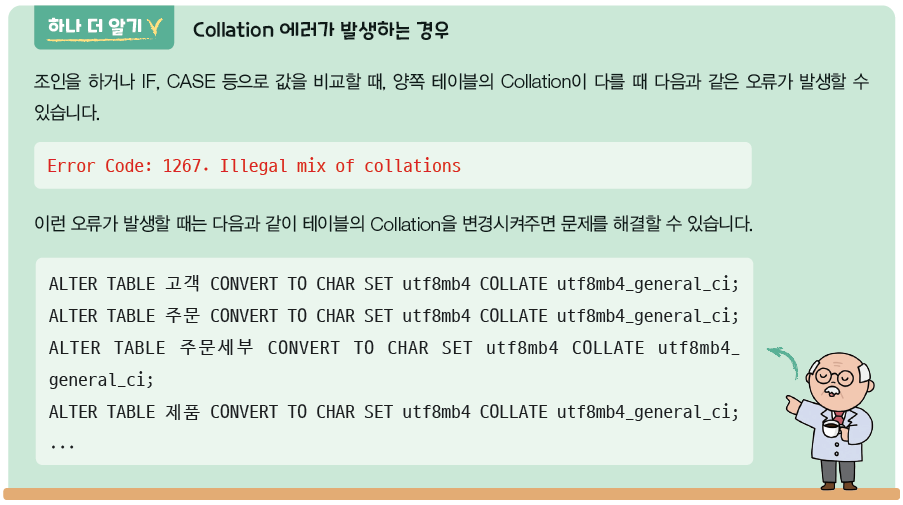 하나 더 알기
Collation 에러가 발생하는 경우
조인을 하거나 IF, CASE 등으로 값을 비교할 때, 양쪽 테이블의 Collation이 다를 때 다음과 같은 오류가 발생할 수
있습니다.
Error Code: 1267. Illegal mix of collations
이런 오류가 발생할 때는 다음과 같이 테이블의 Collation을 변경시켜주면 문제를 해결할 수 있습니다.
ALTER TABLE 고객 CONVERT TO CHAR SET utf8mb4 COLLATE utf8mb4_general_ci;
ALTER TABLE 주문 CONVERT TO CHAR SET utf8mb4 COLLATE utf8mb4_general_ci;
ALTER TABLE 주문세부 CONVERT TO CHAR SET utf8mb4 COLLATE utf8mb4_
general_ci;
ALTER TABLE 제품 CONVERT TO CHAR SET utf8mb4 COLLATE utf8mb4_general_ci;
...